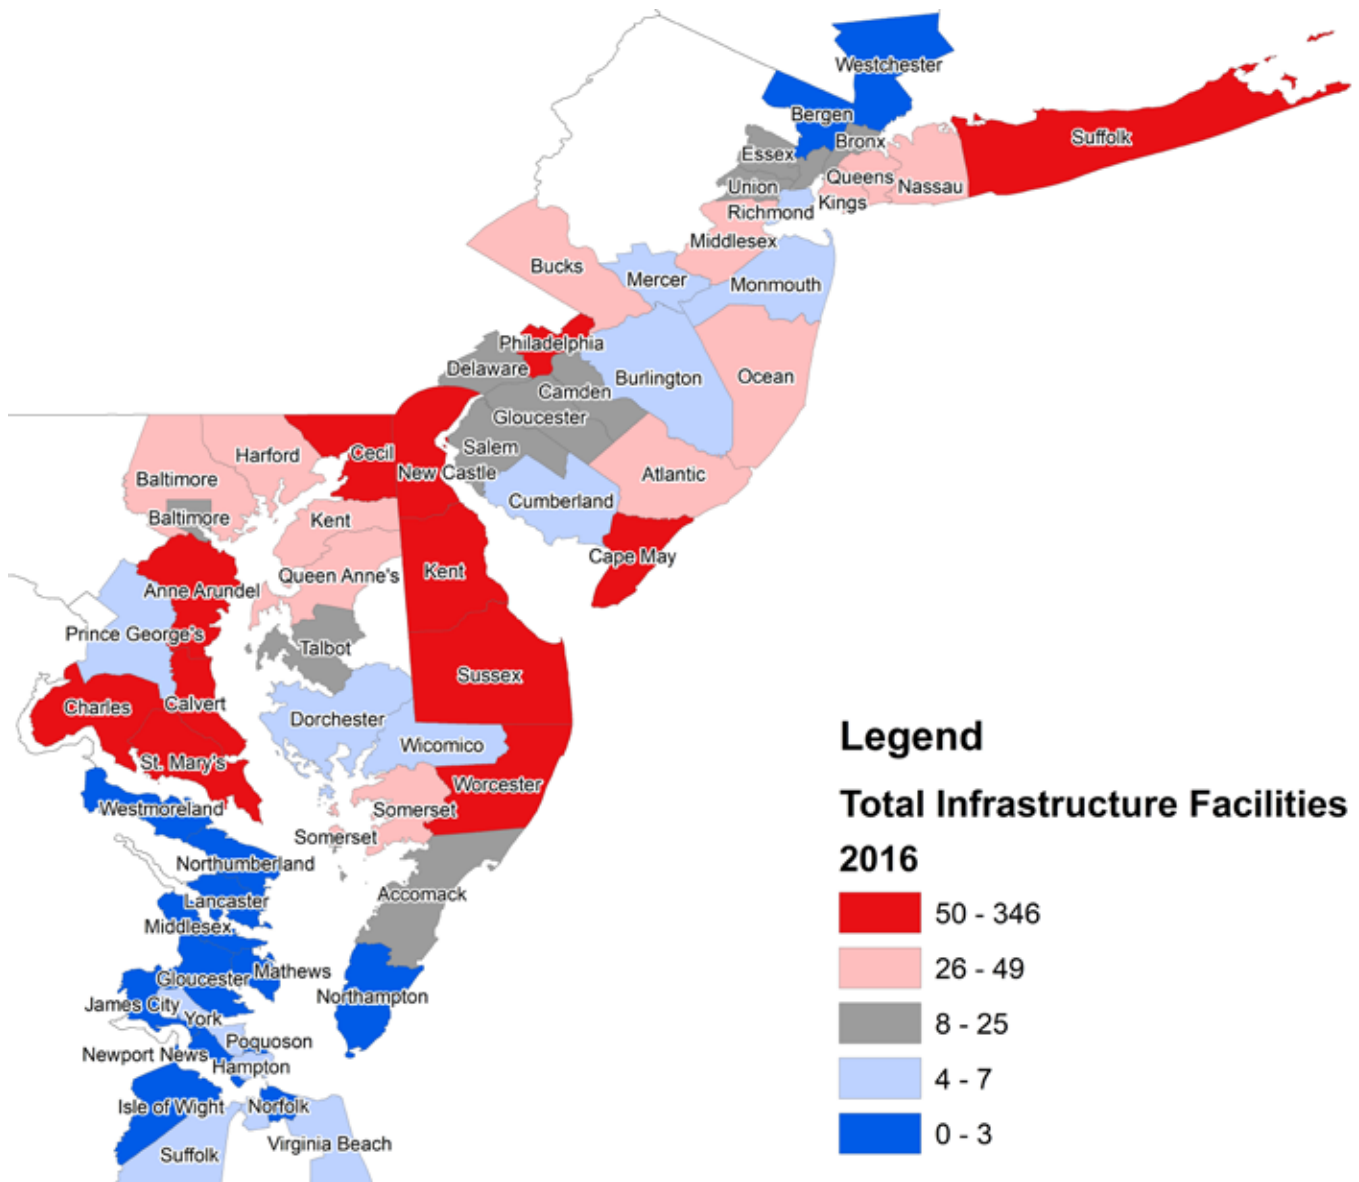 Westchester
Bergen
Bronx
Suffolk
Essex
Queens
Union
Nassau
Kings
Richmond
Middlesex
Bucks
Mercer
Monmouth
Philadelphia
Delaware
Burlington
Ocean
Camden
Gloucester
Salem
Cecil
Harford
New Castle
Atlantic
Baltimore
Cumberland
Baltimore
Kent
Cape May
Queen Anne's
Kent
Anne Arundel
Prince George's
Talbot
Sussex
Charles
Calvert
Dorchester
Wicomico
St. Mary's
Worcester
Westmoreland
Somerset
Somerset
Northumberland
Accomack
Lancaster
Middlesex
Mathews
Gloucester
Northampton
James City
York
Poquoson
Newport News
Hampton
Isle of Wight
Norfolk
Virginia Beach
Suffolk
Legend
Total Infrastructure Facilities
2016
50 - 346
26 - 49
8 - 25
4 - 7
0 - 3